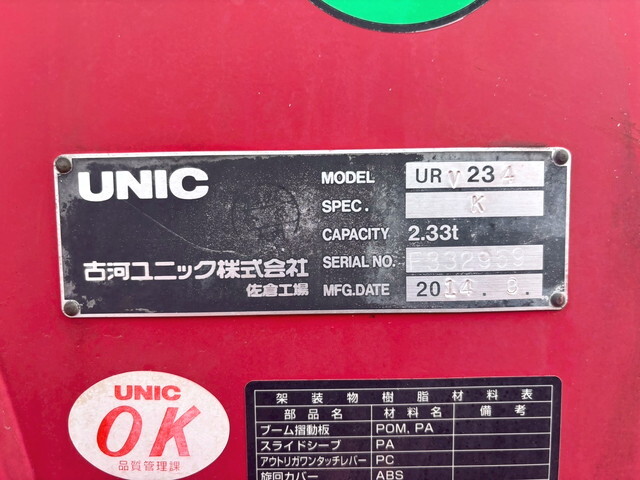 UNIC
MODEL URV234
SPEC. K
CAPACITY 2.33t
古河ユニック株式会社
佐倉工場
SERIAL NO. F332959
MFG.DATE 2014.8.
UNIC
OK
品質管理課
架装物樹脂材料表
部品名 材料名 備考
ブーム摺動板 POM, PA
スライドシーブ PA
アウトリガワンタッチレバー PC
旋回カバー ABS